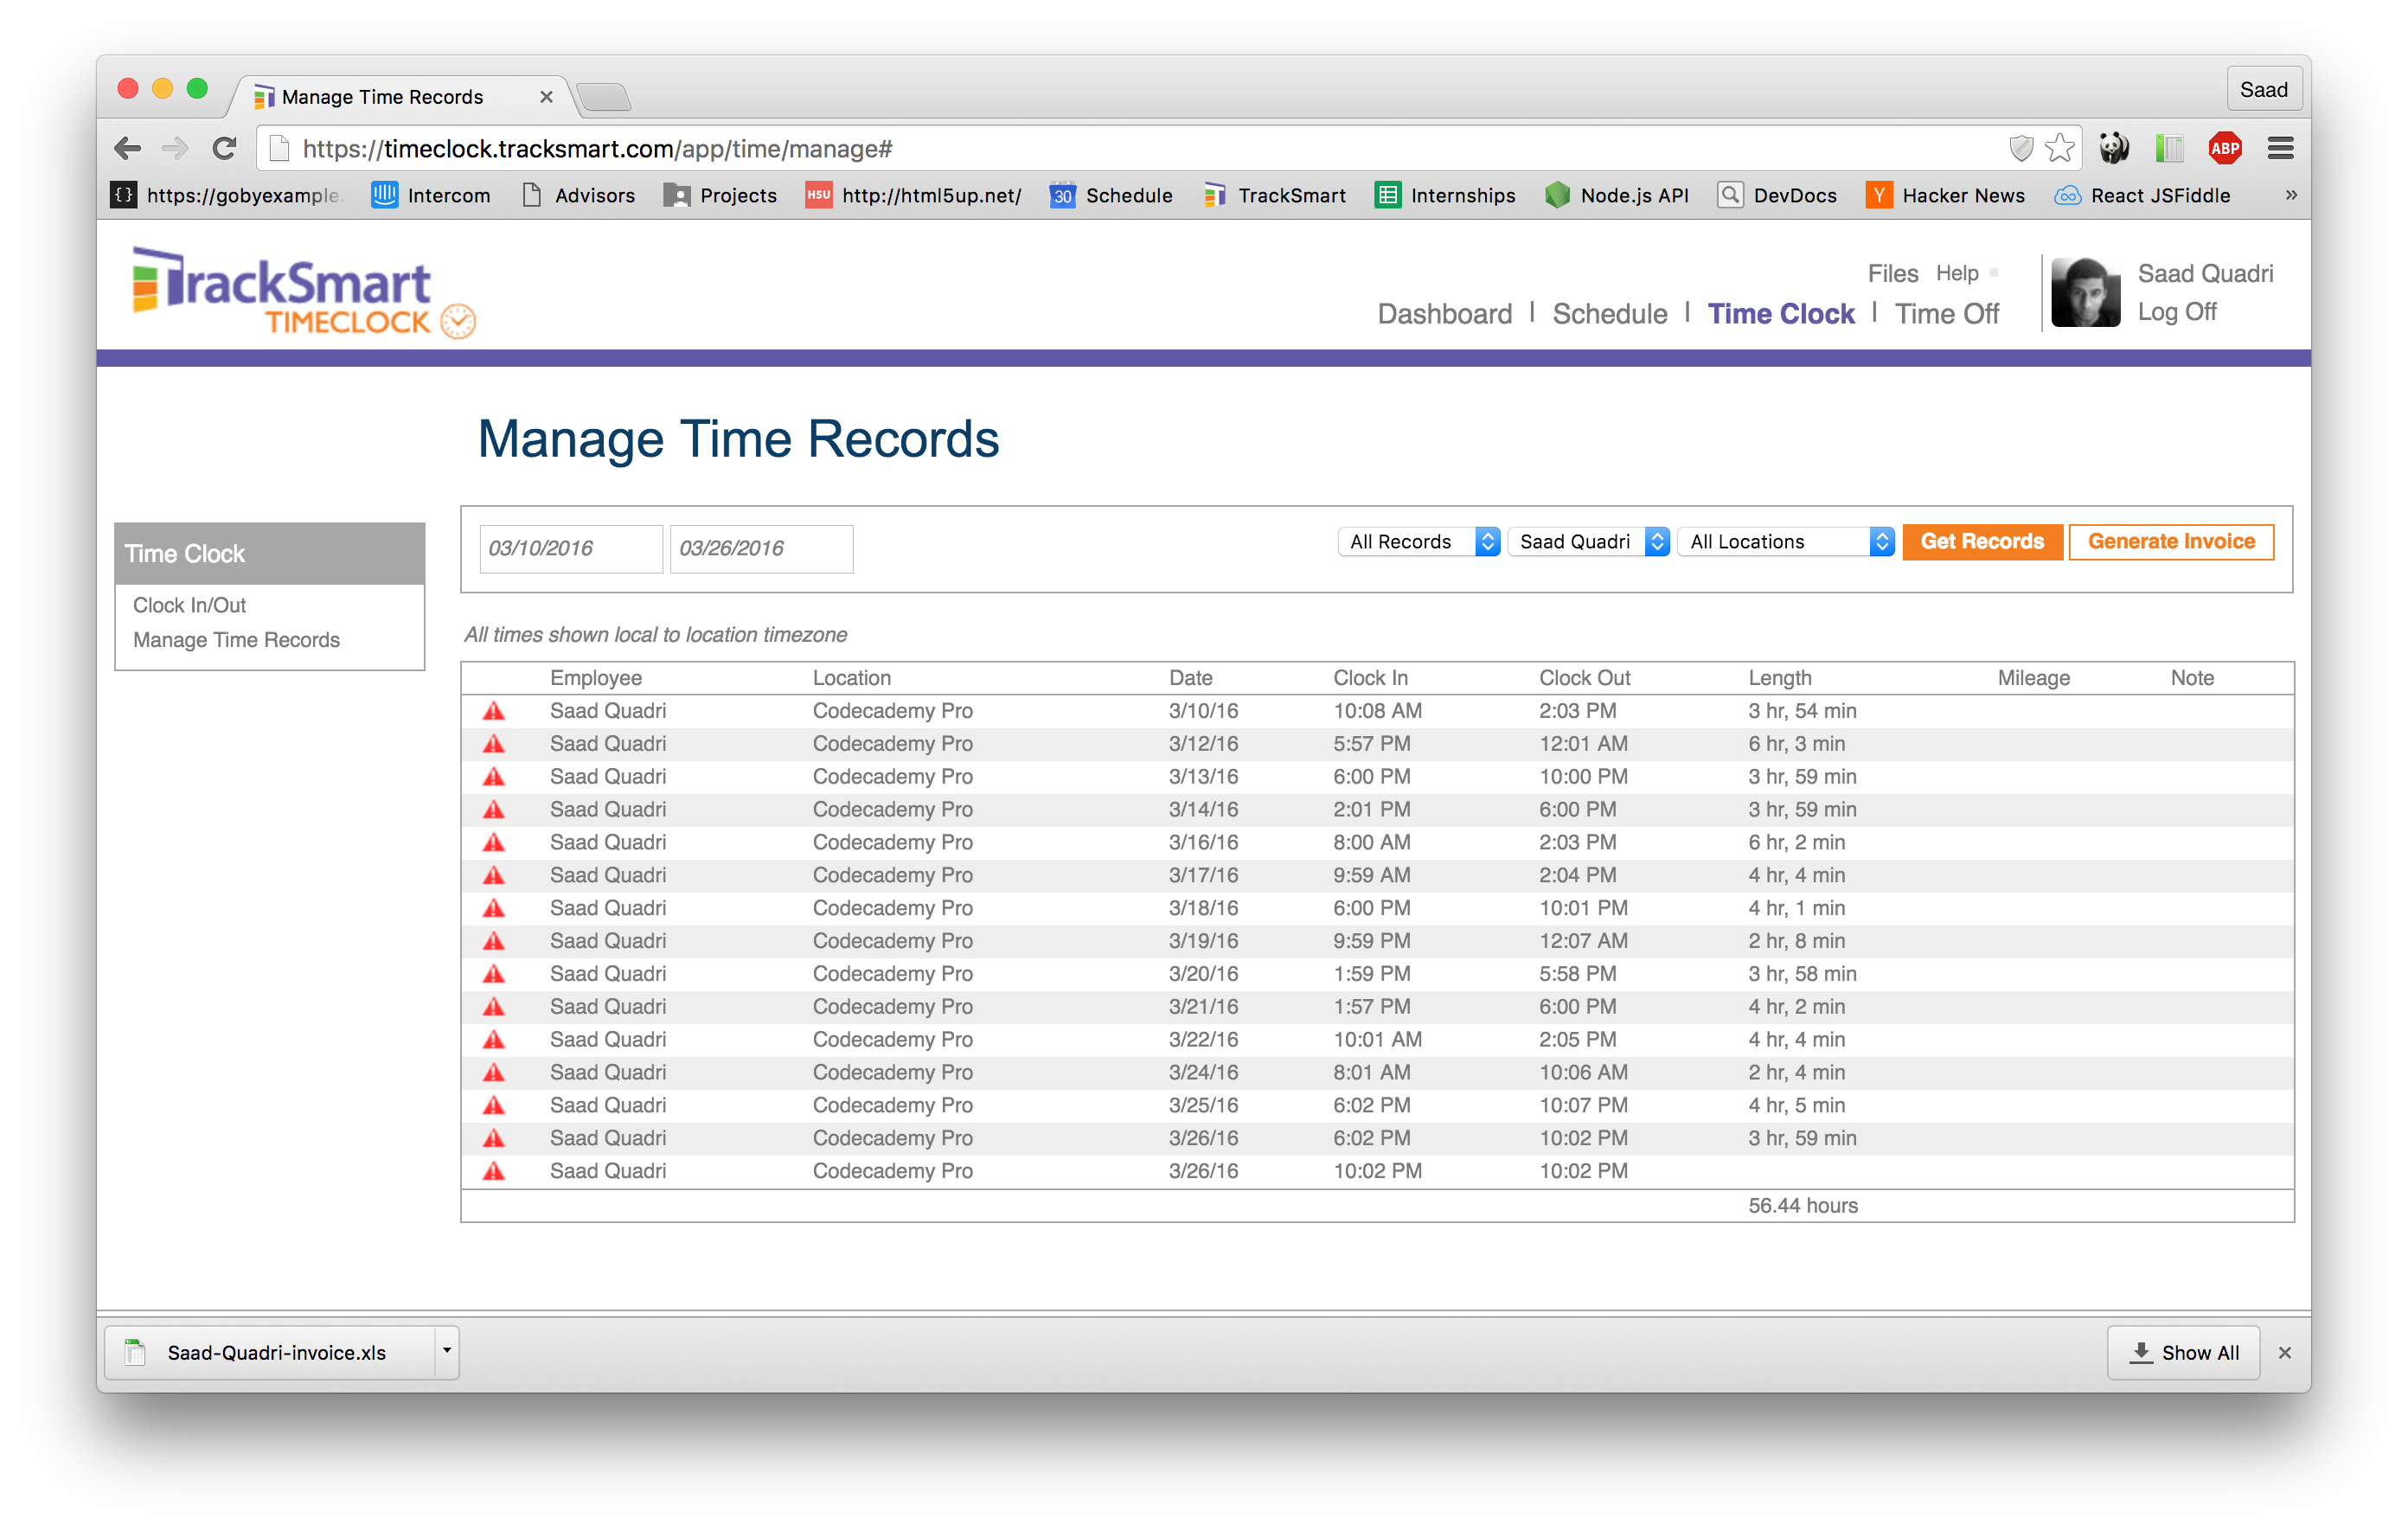 Manage Time Records
Saad
https://timeclock.tracksmart.com/app/time/manage#
ABP
{} https://gobyexample. Intercom Advisors Projects H5U http://html5up.net/ 30 Schedule TrackSmart Internships Node.js API DevDocs Y Hacker News React JSFiddle »
TrackSmart
TIMECLOCK
Files Help
Dashboard | Schedule | Time Clock | Time Off
Saad Quadri
Log Off
Manage Time Records
Time Clock
Clock In/Out
Manage Time Records
03/10/2016 03/26/2016 All Records Saad Quadri All Locations Get Records Generate Invoice
All times shown local to location timezone
Employee Location Date Clock In Clock Out Length Mileage Note
Saad Quadri Codecademy Pro 3/10/16 10:08 AM 2:03 PM 3 hr, 54 min
Saad Quadri Codecademy Pro 3/12/16 5:57 PM 12:01 AM 6 hr, 3 min
Saad Quadri Codecademy Pro 3/13/16 6:00 PM 10:00 PM 3 hr, 59 min
Saad Quadri Codecademy Pro 3/14/16 2:01 PM 6:00 PM 3 hr, 59 min
Saad Quadri Codecademy Pro 3/16/16 8:00 AM 2:03 PM 6 hr, 2 min
Saad Quadri Codecademy Pro 3/17/16 9:59 AM 2:04 PM 4 hr, 4 min
Saad Quadri Codecademy Pro 3/18/16 6:00 PM 10:01 PM 4 hr, 1 min
Saad Quadri Codecademy Pro 3/19/16 9:59 PM 12:07 AM 2 hr, 8 min
Saad Quadri Codecademy Pro 3/20/16 1:59 PM 5:58 PM 3 hr, 58 min
Saad Quadri Codecademy Pro 3/21/16 1:57 PM 6:00 PM 4 hr, 2 min
Saad Quadri Codecademy Pro 3/22/16 10:01 AM 2:05 PM 4 hr, 4 min
Saad Quadri Codecademy Pro 3/24/16 8:01 AM 10:06 AM 2 hr, 4 min
Saad Quadri Codecademy Pro 3/25/16 6:02 PM 10:07 PM 4 hr, 5 min
Saad Quadri Codecademy Pro 3/26/16 6:02 PM 10:02 PM 3 hr, 59 min
Saad Quadri Codecademy Pro 3/26/16 10:02 PM 10:02 PM
56.44 hours
Saad-Quadri-invoice.xls
Show All